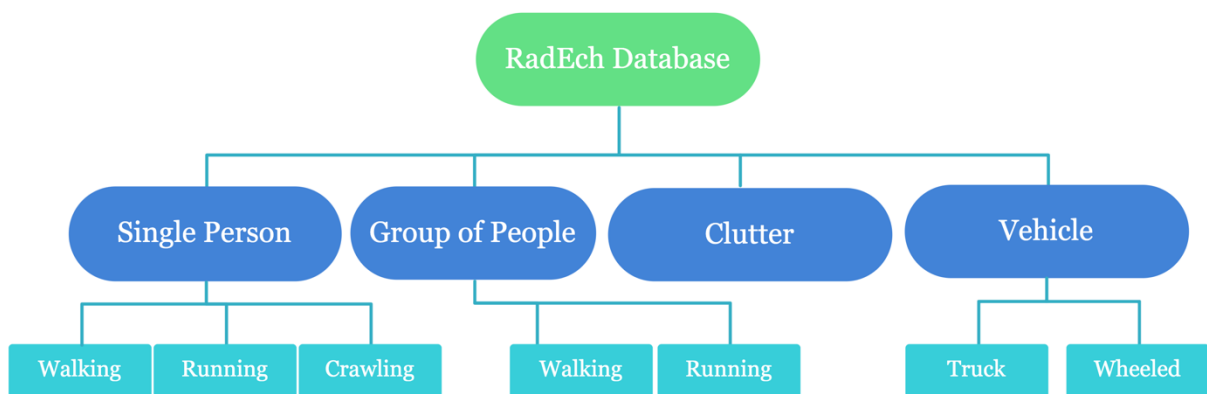 RadEch Database
Single Person
Group of People
Clutter
Vehicle
Walking
Running
Crawling
Walking
Running
Truck
Wheeled